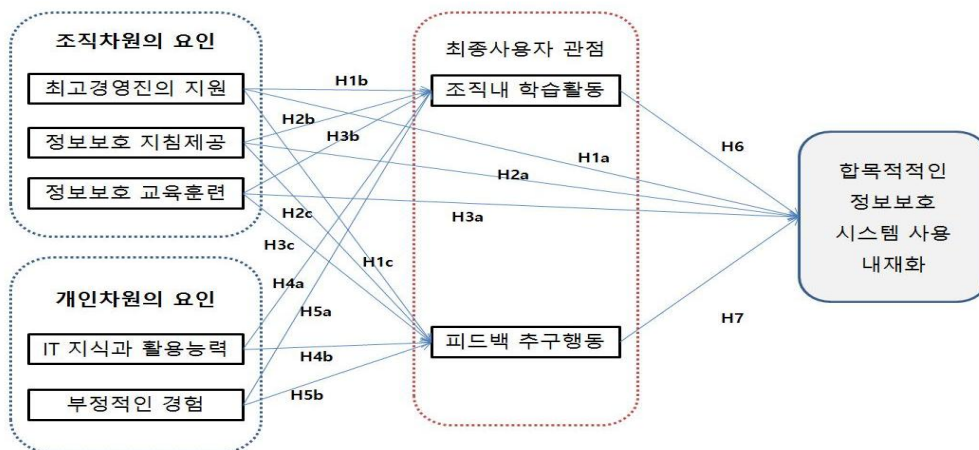 조직차원의 요인
최고경영진의 지원
정보보호 지침제공
정보보호 교육훈련
개인차원의 요인
IT 지식과 활용능력
부정적인 경험
최종사용자 관점
조직내 학습활동
피드백 추구행동
H1b
H2b
H3b
H1a
H2a
H3a
H2c
H3c
H1c
H4a
H5a
H4b
H5b
H6
H7
합목적적인
정보보호
시스템 사용
내재화